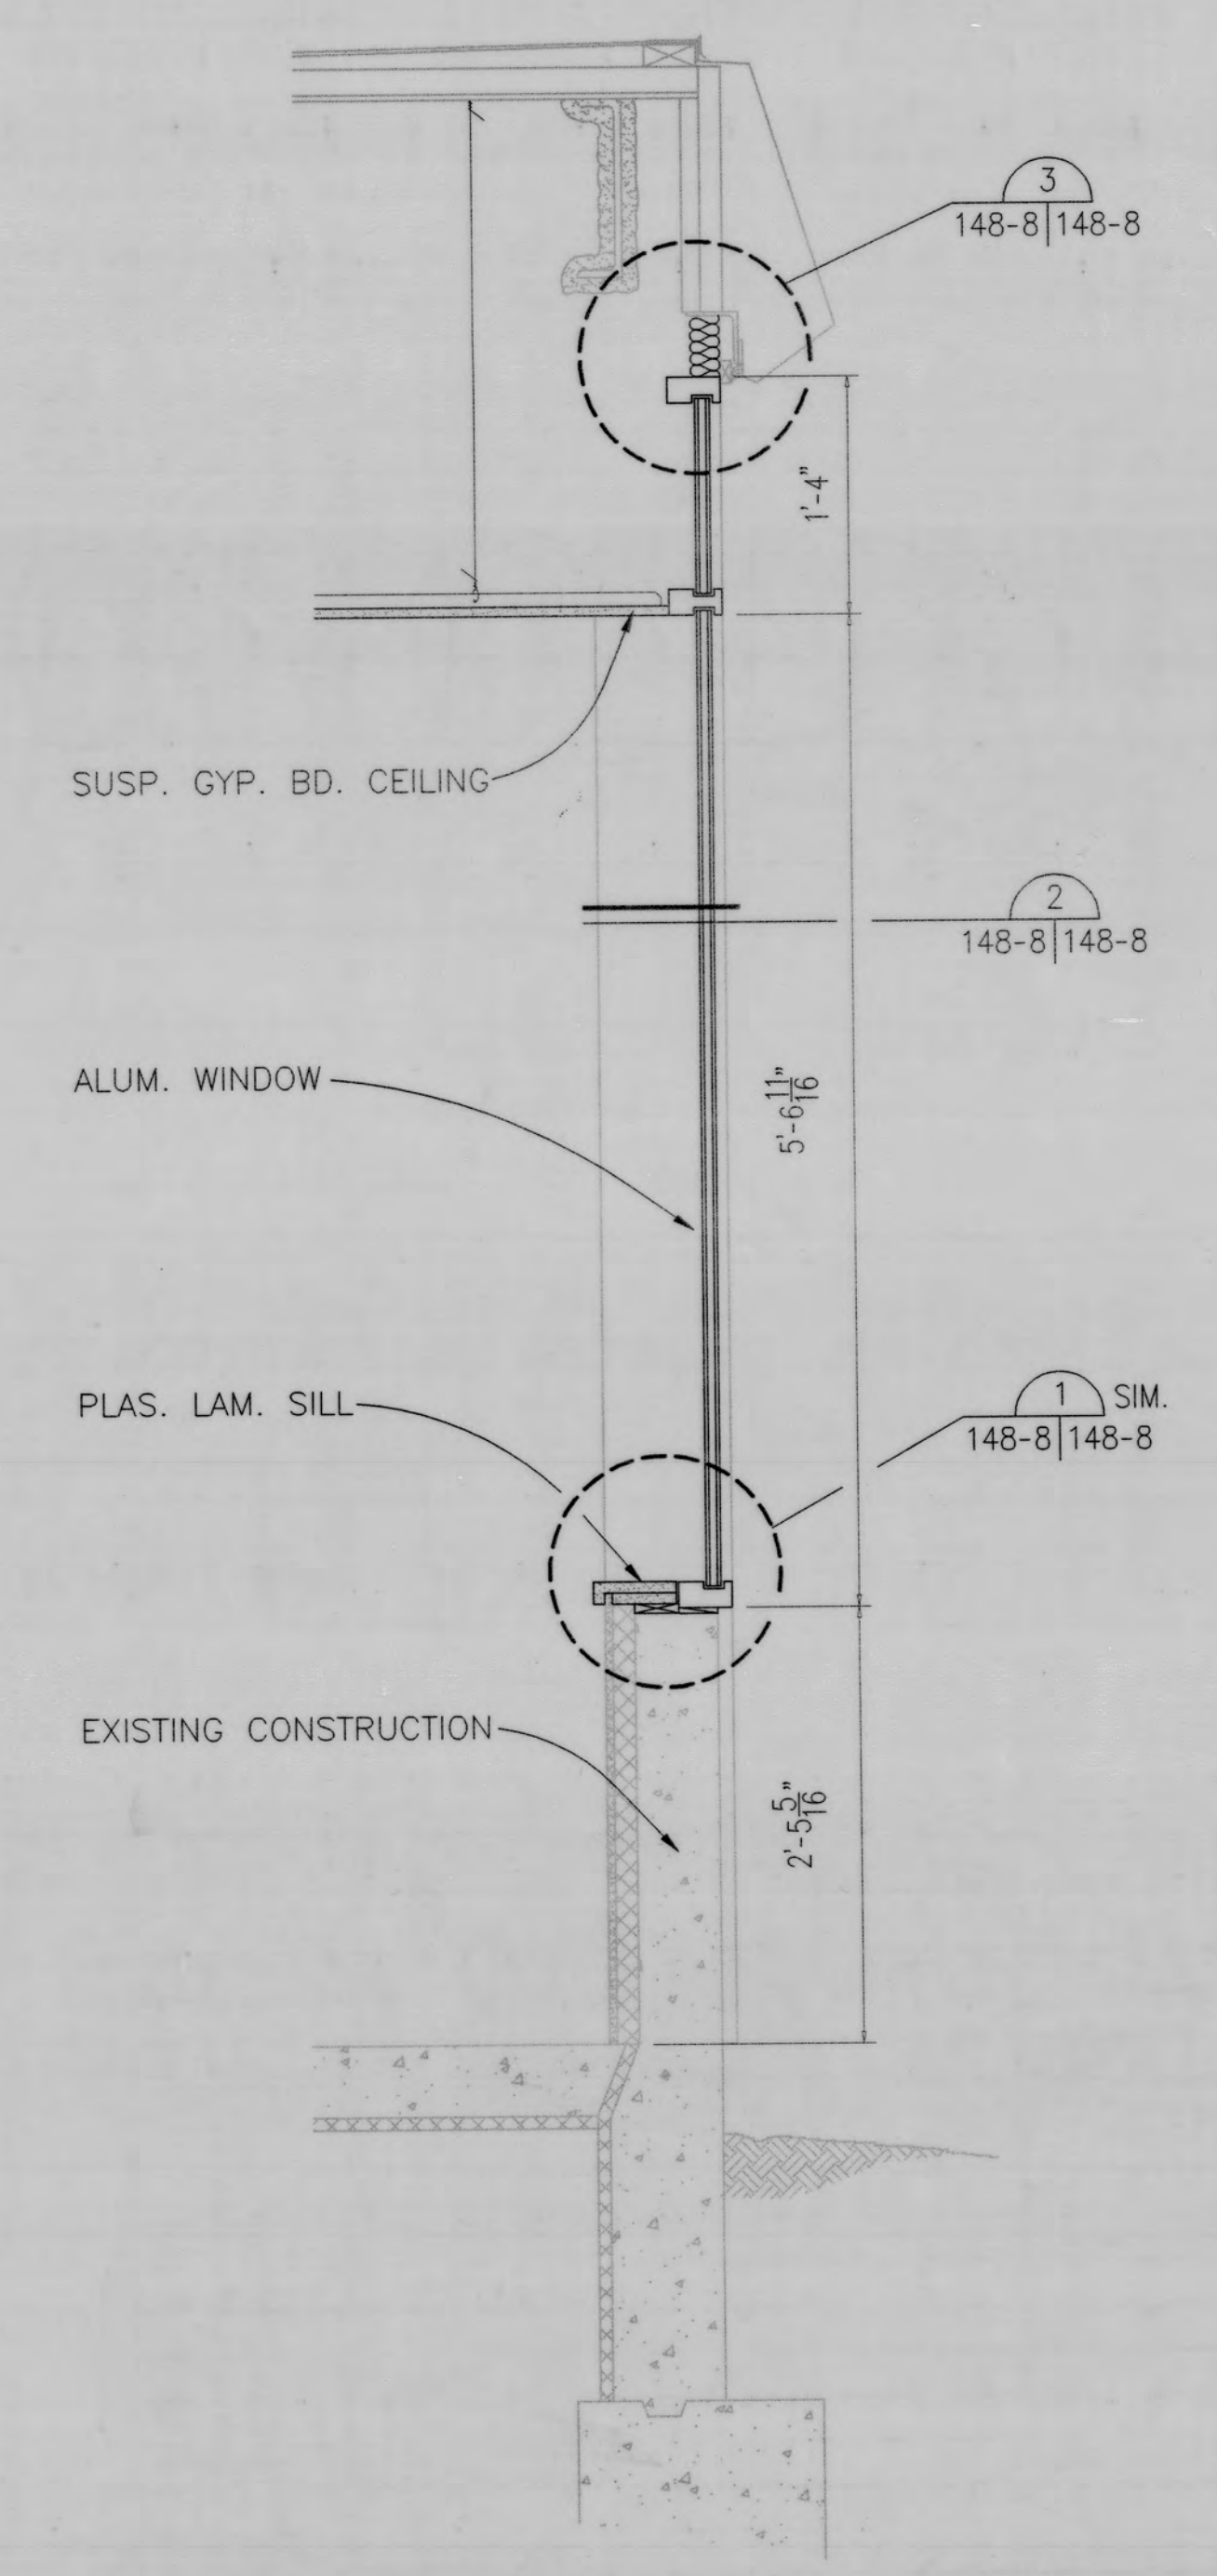 3
148-8|148-8
1'-4"
SUSP. GYP. BD. CEILING
2
148-8|148-8
ALUM. WINDOW
5'-6 11/16"
PLAS. LAM. SILL
1 SIM.
148-8|148-8
EXISTING CONSTRUCTION
2'-5 5/16"